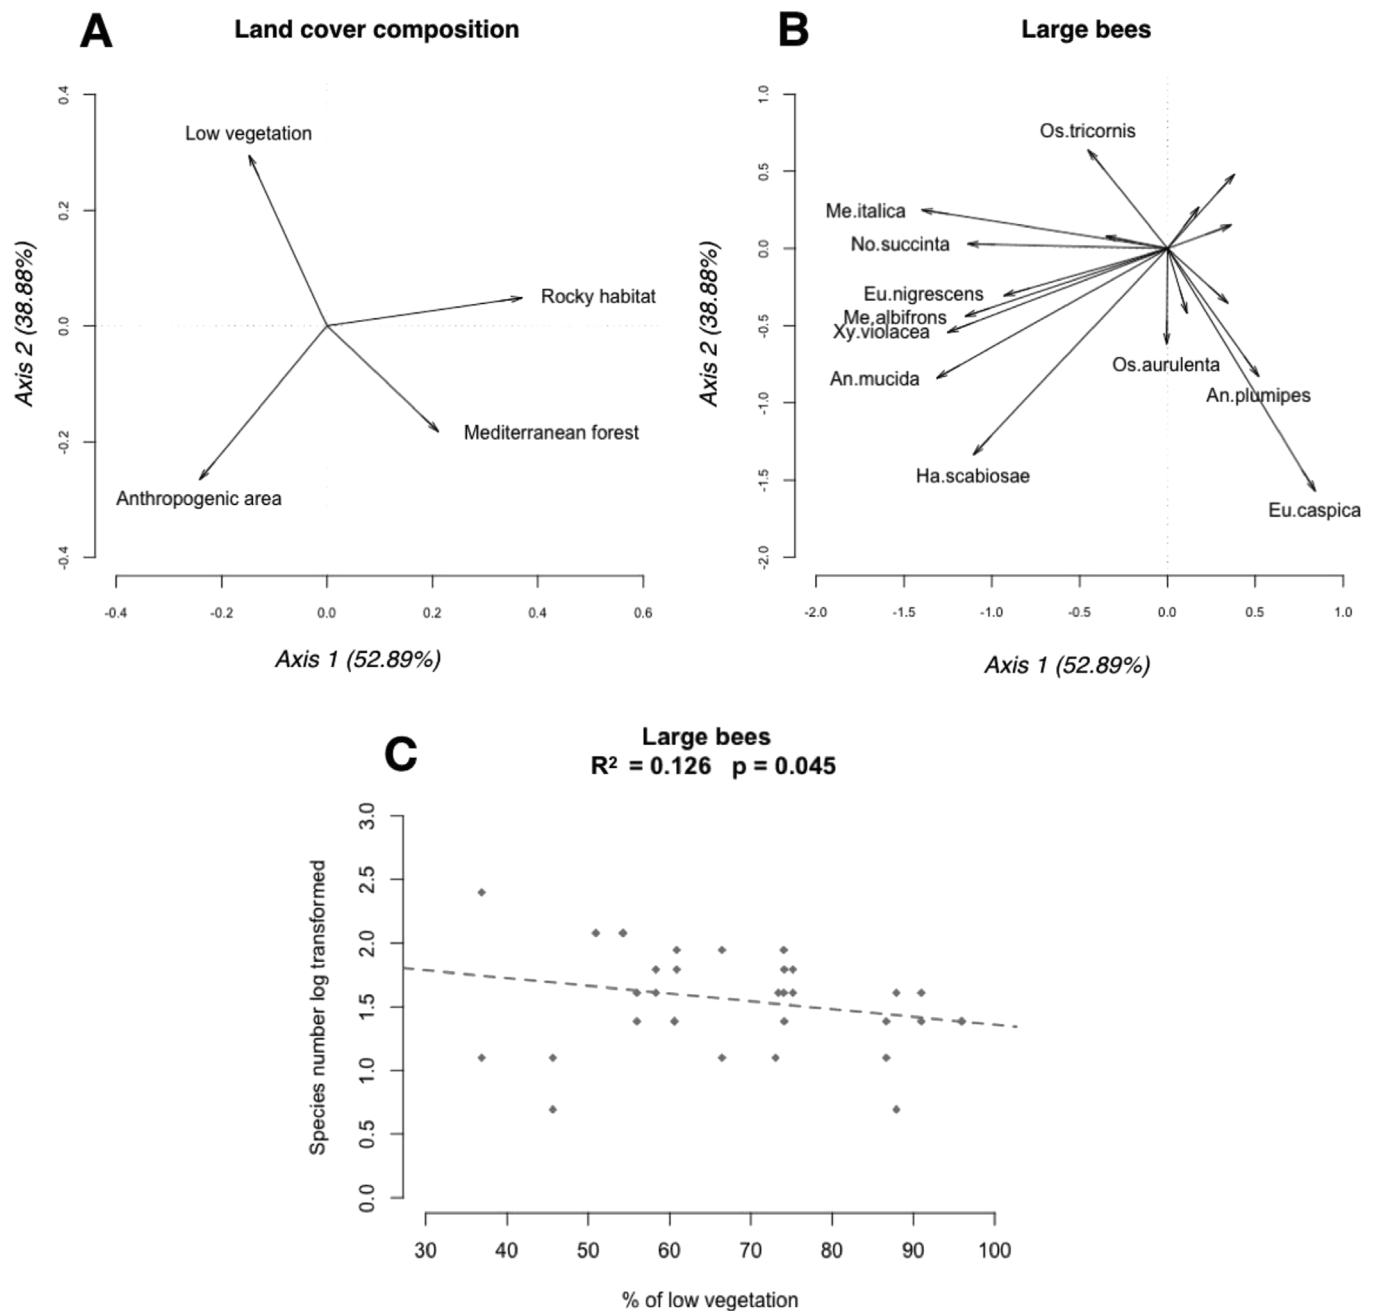 A
Land cover composition
0.4
0.2
0.0
-0.2
-0.4
Axis 2 (38.88%)
Low vegetation
Rocky habitat
Mediterranean forest
Anthropogenic area
-0.4 -0.2 0.0 0.2 0.4 0.6
Axis 1 (52.89%)
B
Large bees
1.0
0.5
0.0
-0.5
-1.0
-1.5
-2.0
Axis 2 (38.88%)
Os.tricornis
Me.italica
No.succinta
Eu.nigrescens
Me.albifrons
Xy.violacea
An.mucida
Os.aurulenta
An.plumipes
Ha.scabiosae
Eu.caspica
-2.0 -1.5 -1.0 -0.5 0.0 0.5 1.0
Axis 1 (52.89%)
C
Large bees
R² = 0.126 p = 0.045
3.0
2.5
2.0
1.5
1.0
0.5
0.0
Species number log transformed
30 40 50 60 70 80 90 100
% of low vegetation